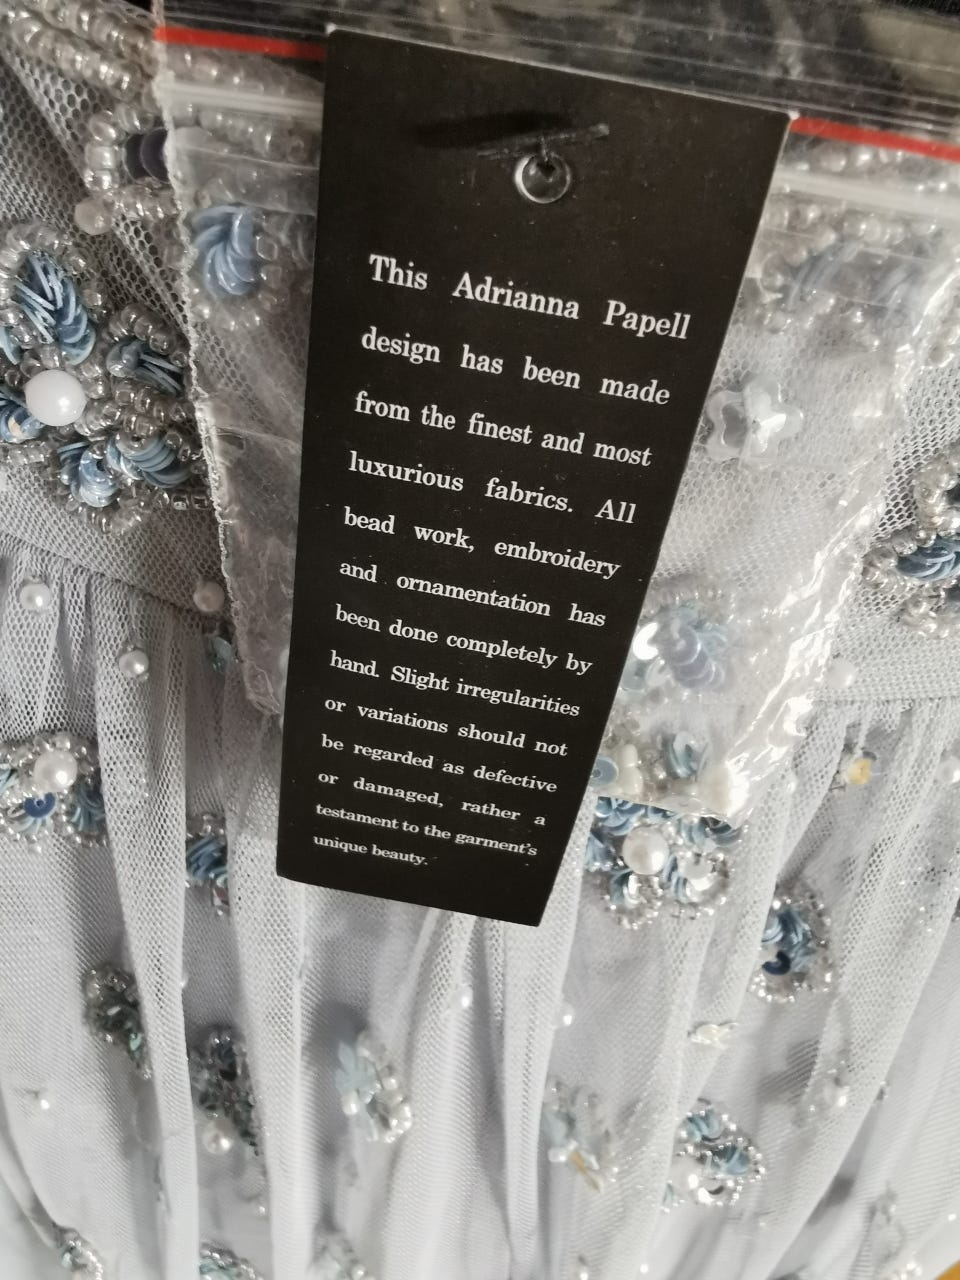 This Adrianna Papell
design has been made
from the finest and most
luxurious fabrics. All
bead work, embroidery
and ornamentation has
been done completely by
hand. Slight irregularities
or variations should not
be regarded as defective
or damaged, rather a
testament to the garment's
unique beauty.